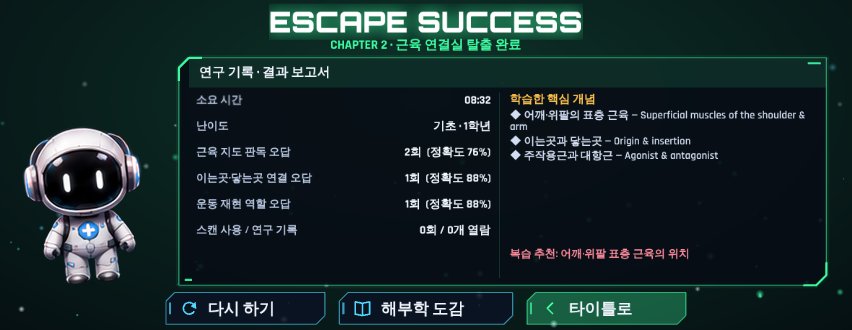 ESCAPE SUCCESS
CHAPTER 2 · 근육 연결실 탈출 완료
연구 기록 · 결과 보고서
소요 시간 08:32
난이도 기초 · 1학년
근육 지도 판독 오답 2회 (정확도 76%)
이는곳·닿는곳 연결 오답 1회 (정확도 88%)
운동 재현 역할 오답 1회 (정확도 88%)
스캔 사용 / 연구 기록 0회 / 0개 열람
학습한 핵심 개념
◆ 어깨·위팔의 표층 근육 – Superficial muscles of the shoulder &
arm
◆ 이는곳과 닿는곳 – Origin & insertion
◆ 주작용근과 대항근 – Agonist & antagonist
복습 추천: 어깨·위팔 표층 근육의 위치
다시 하기
해부학 도감
타이틀로